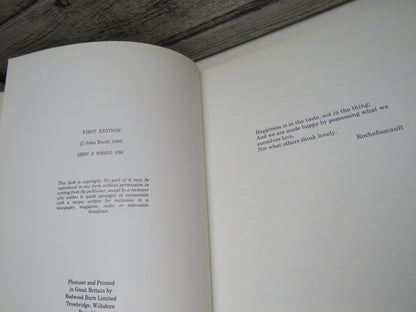 FIRST EDITION
© John Booth 1983
This book is copyright. No part of it may be
reproduced in any form without permission in
writing from the publisher, except by a reviewer
who wishes to quote passages in connection
with a review written for inclusion in a
newspaper, magazine, radio or television
broadcast.
Photoset and Printed
in Great Britain by
Redwood Burn Limited
Trowbridge, Wiltshire
Happiness is in the taste, not in the thing;
And we are made happy by possessing what we
ourselves love,
Not what others think lovely.
Rochefoucault